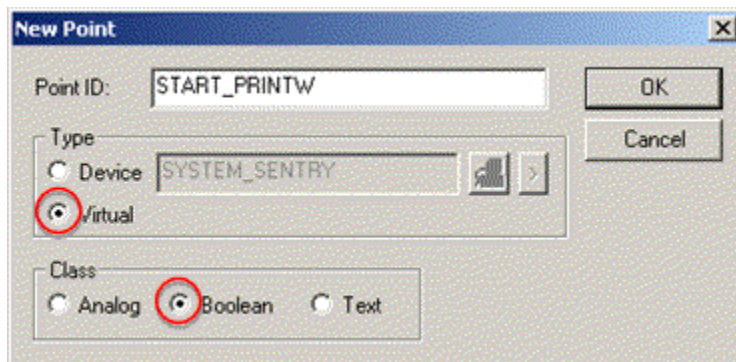 New Point
Point ID: START_PRINTW OK
Type Cancel
Device SYSTEM_SENTRY
Virtual
Class
Analog Boolean Text